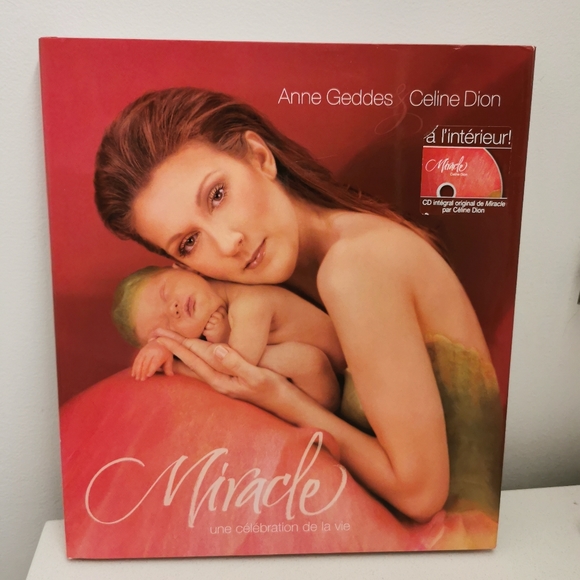 Anne Geddes & Celine Dion
à l'intérieur!
Miracle
Celine Dion
CD intégral original de Miracle
par Céline Dion
Miracle
une célébration de la vie